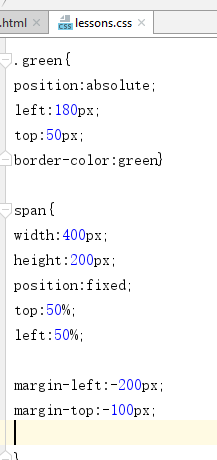 .html lessons.css
.green{
position:absolute;
left:180px;
top:50px;
border-color:green}
span{
width:400px;
height:200px;
position:fixed;
top:50%;
left:50%;
margin-left:-200px;
margin-top:-100px;
}